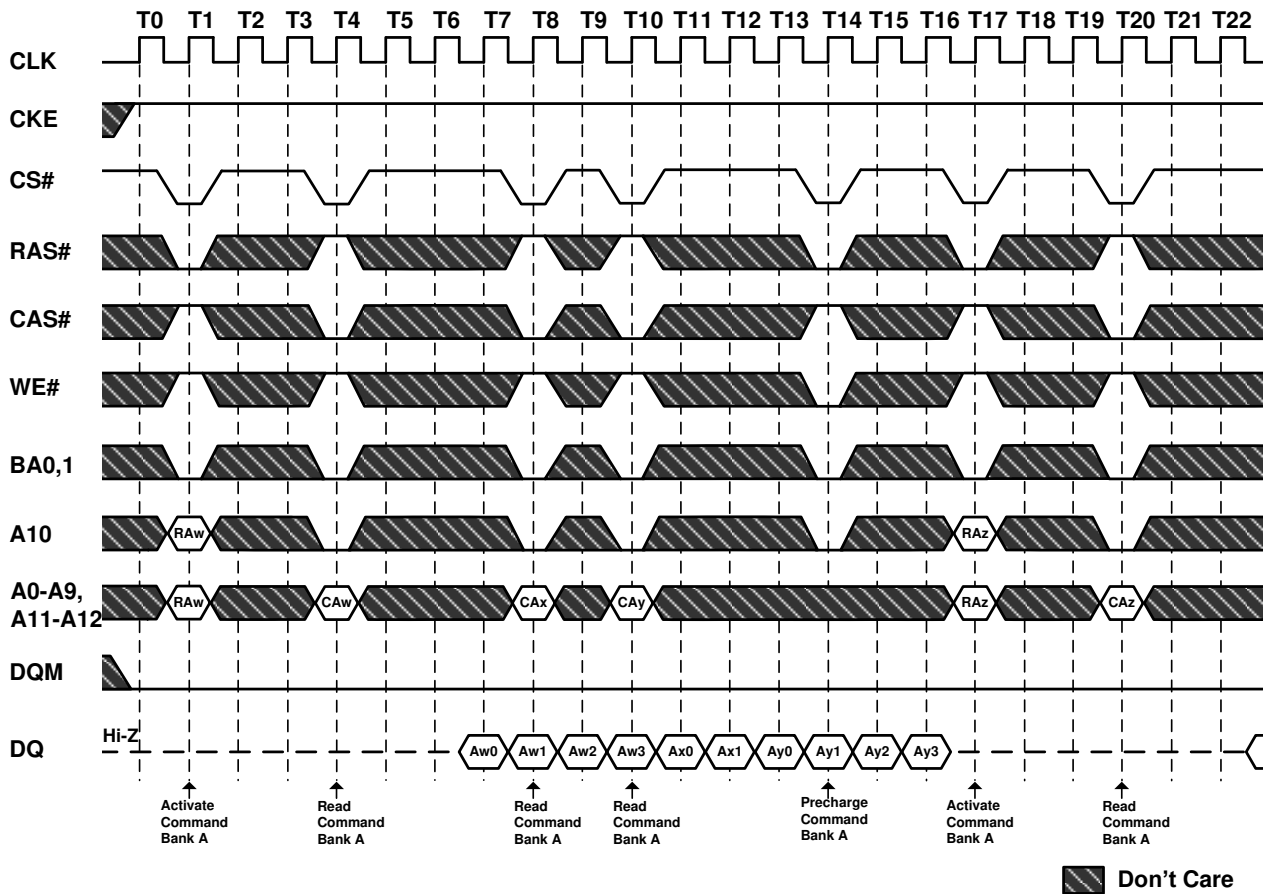 T0 T1 T2 T3 T4 T5 T6 T7 T8 T9 T10 T11 T12 T13 T14 T15 T16 T17 T18 T19 T20 T21 T22
CLK
CKE
CS#
RAS#
CAS#
WE#
BA0,1
A10 RAw RAz
A0-A9,
A11-A12 RAw CAw CAx CAy RAz CAz
DQM
DQ Hi-Z Aw0 Aw1 Aw2 Aw3 Ax0 Ax1 Ay0 Ay1 Ay2 Ay3
Activate
Command
Bank A
Read
Command
Bank A
Read
Command
Bank A
Read
Command
Bank A
Precharge
Command
Bank A
Activate
Command
Bank A
Read
Command
Bank A
Don't Care